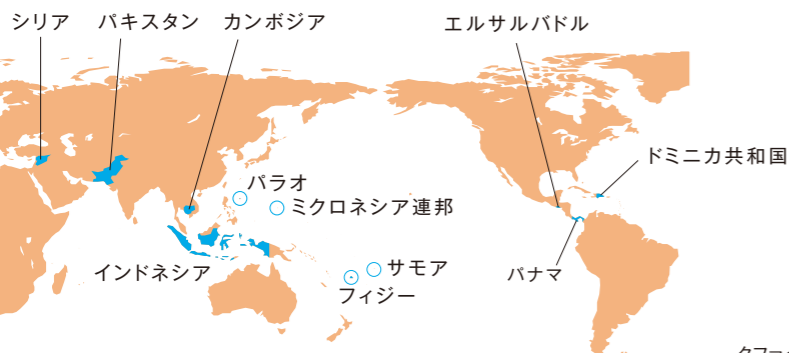 シリア
パキスタン
カンボジア
エルサルバドル
ドミニカ共和国
パラオ
ミクロネシア連邦
インドネシア
サモア
フィジー
パナマ